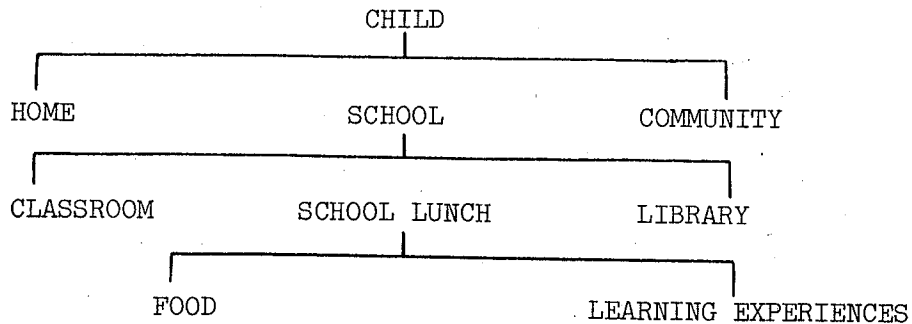 CHILD
HOME SCHOOL COMMUNITY
CLASSROOM SCHOOL LUNCH LIBRARY
FOOD LEARNING EXPERIENCES